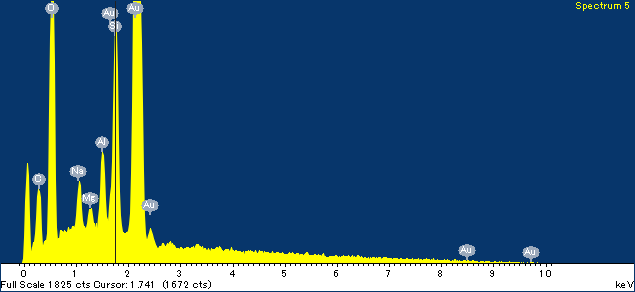 Spectrum 5
O Au Au
Si
Al
Na
C
Mg
Au
Au Au
0 1 2 3 4 5 6 7 8 9 10
Full Scale 1825 cts Cursor: 1.741 (1672 cts) keV